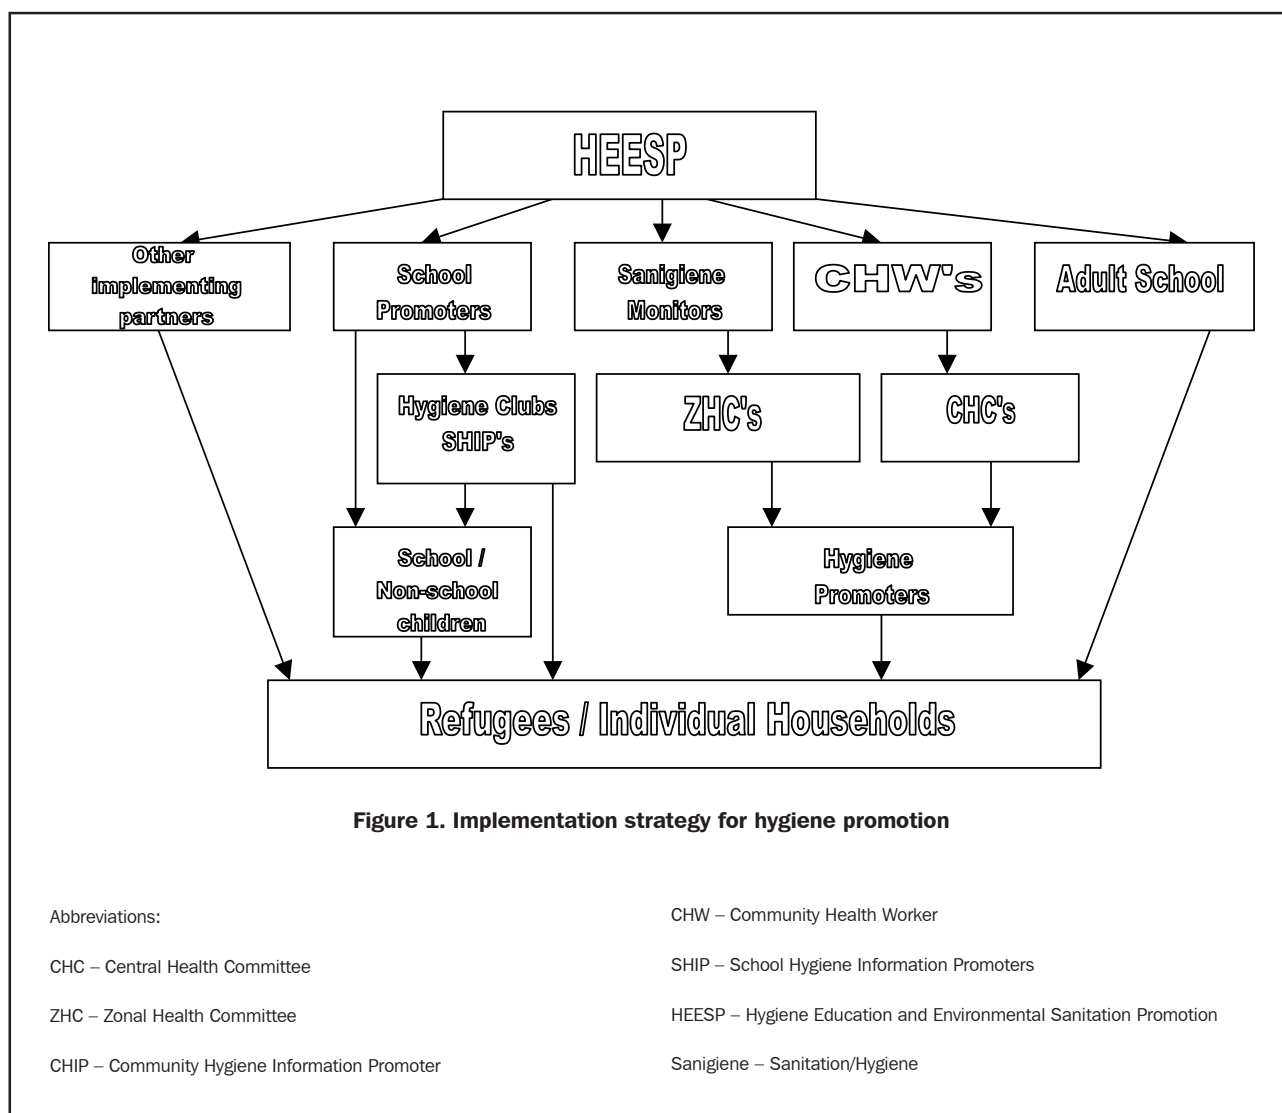 HEESP
Other
implementing
partners
School
Promoters
Sanigiene
Monitors
CHW's
Adult School
Hygiene Clubs
SHIP's
ZHC's
CHC's
School /
Non-school
children
Hygiene
Promoters
Refugees / Individual Households
Figure 1. Implementation strategy for hygiene promotion
Abbreviations:
CHC – Central Health Committee
ZHC – Zonal Health Committee
CHIP – Community Hygiene Information Promoter
CHW – Community Health Worker
SHIP – School Hygiene Information Promoters
HEESP – Hygiene Education and Environmental Sanitation Promotion
Sanigiene – Sanitation/Hygiene